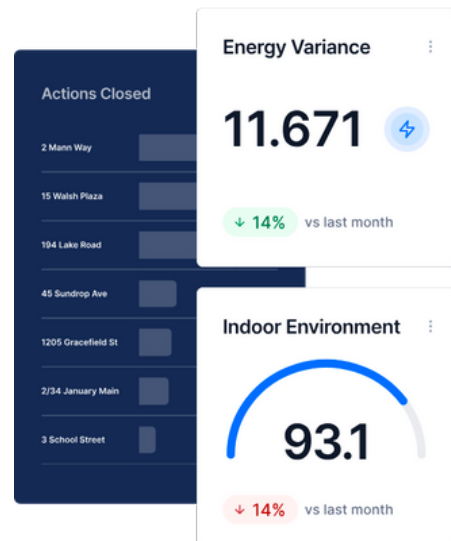 Energy Variance
11.671
↓ 14% vs last month
Actions Closed
2 Mann Way
15 Walsh Plaza
194 Lake Road
45 Sundrop Ave
1205 Gracefield St
2/34 January Main
3 School Street
Indoor Environment
93.1
↓ 14% vs last month